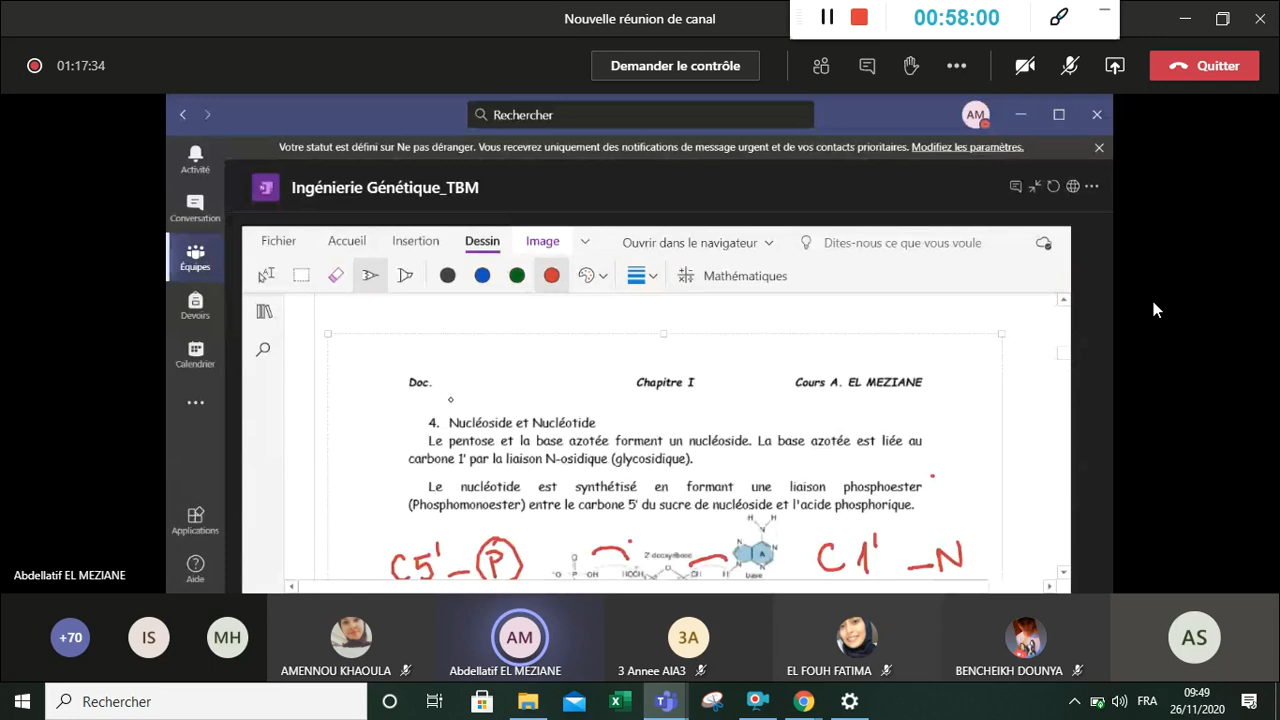 Nouvelle réunion de canal
00:58:00
01:17:34
Demander le contrôle
Quitter
Rechercher
AM
Votre statut est défini sur Ne pas déranger. Vous recevrez uniquement des notifications de message urgent et de vos contacts prioritaires. Modifiez les paramètres.
Activité
Conversation
Équipes
Devoirs
Calendrier
Applications
Aide
Ingénierie Génétique_TBM
Fichier Accueil Insertion Dessin Image Ouvrir dans le navigateur Dites-nous ce que vous voule
Mathématiques
Doc. Chapitre I Cours A. EL MEZIANE
4. Nucléoside et Nucléotide
Le pentose et la base azotée forment un nucléoside. La base azotée est liée au
carbone 1' par la liaison N-osidique (glycosidique).
Le nucléotide est synthétisé en formant une liaison phosphoester
(Phosphomonoester) entre le carbone 5' du sucre de nucléoside et l'acide phosphorique.
C5' – P
C1' – N
H H
N N A N N
O P OH HOCH O CH H
base
Abdellatif EL MEZIANE
+70 IS MH AM 3A AS
AMENNOU KHAOULA Abdellatif EL MEZIANE 3 Annee AIA3 EL FOUH FATIMA BENCHEIKH DOUNYA
Rechercher
FRA
09:49
26/11/2020